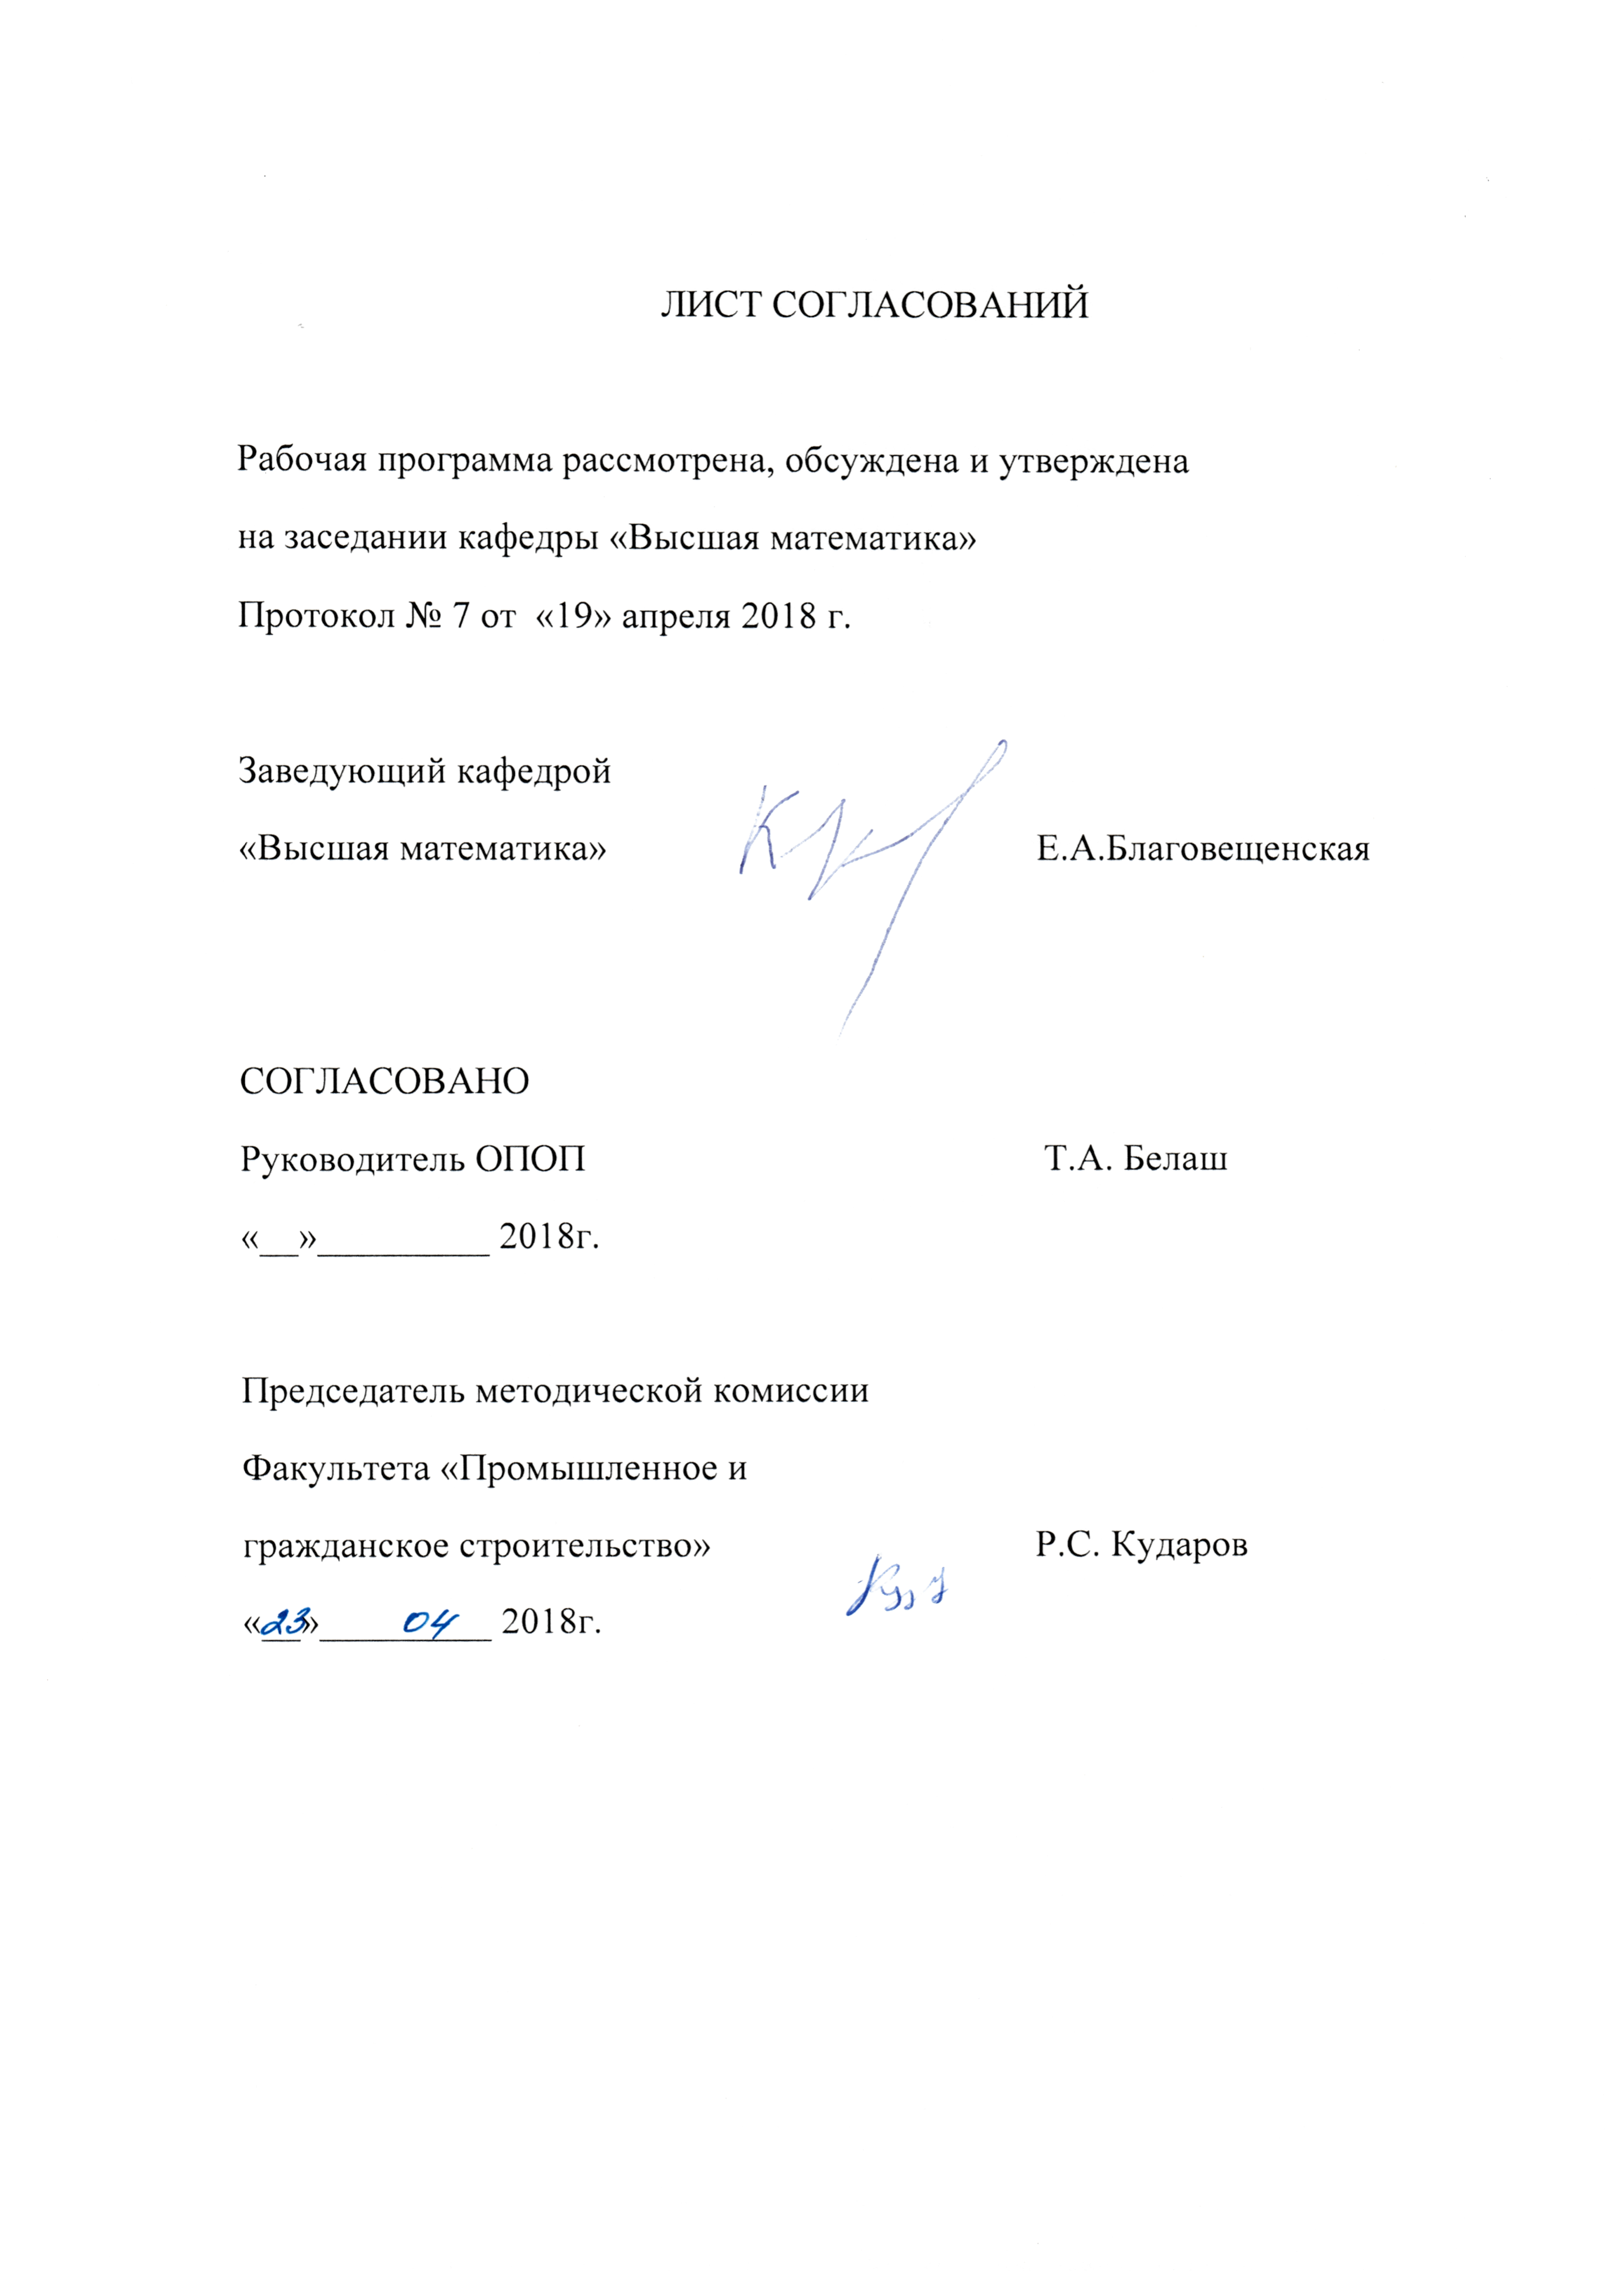 ЛИСТ СОГЛАСОВАНИЙ
Рабочая программа рассмотрена, обсуждена и утверждена
на заседании кафедры «Высшая математика»
Протокол № 7 от «19» апреля 2018 г.
Заведующий кафедрой
«Высшая математика» Е.А.Благовещенская
СОГЛАСОВАНО
Руководитель ОПОП Т.А. Белаш
«__»_________ 2018г.
Председатель методической комиссии
Факультета «Промышленное и
гражданское строительство» Р.С. Кударов
«23» 04 2018г.